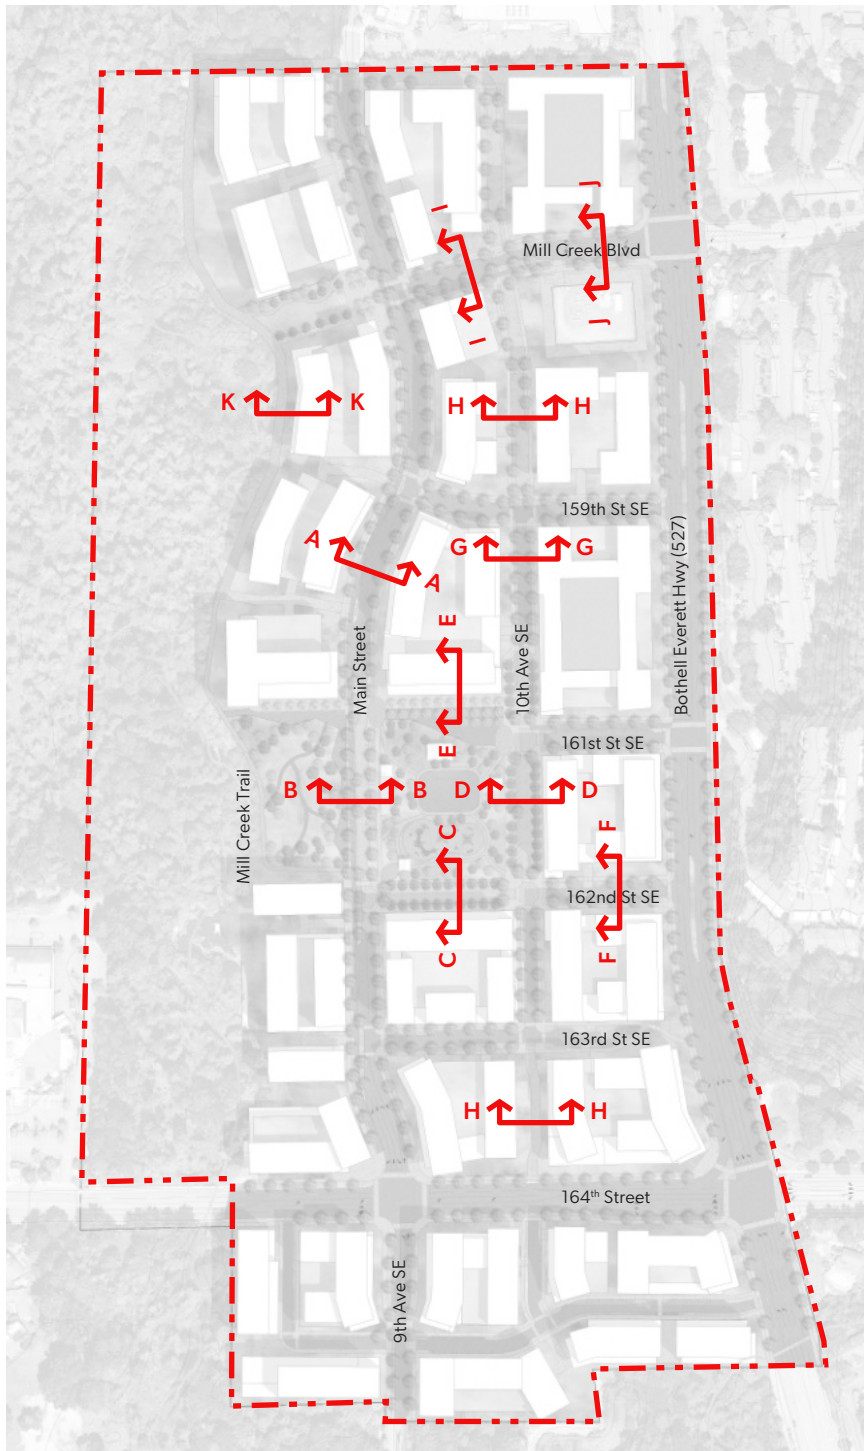 J
I
Mill Creek Blvd
J
I
K
K
H
H
159th St SE
A
A
G
G
Bothell Everett Hwy (527)
E
Main Street
10th Ave SE
E
161st St SE
B
B
D
D
Mill Creek Trail
C
F
162nd St SE
C
F
163rd St SE
H
H
164th Street
9th Ave SE